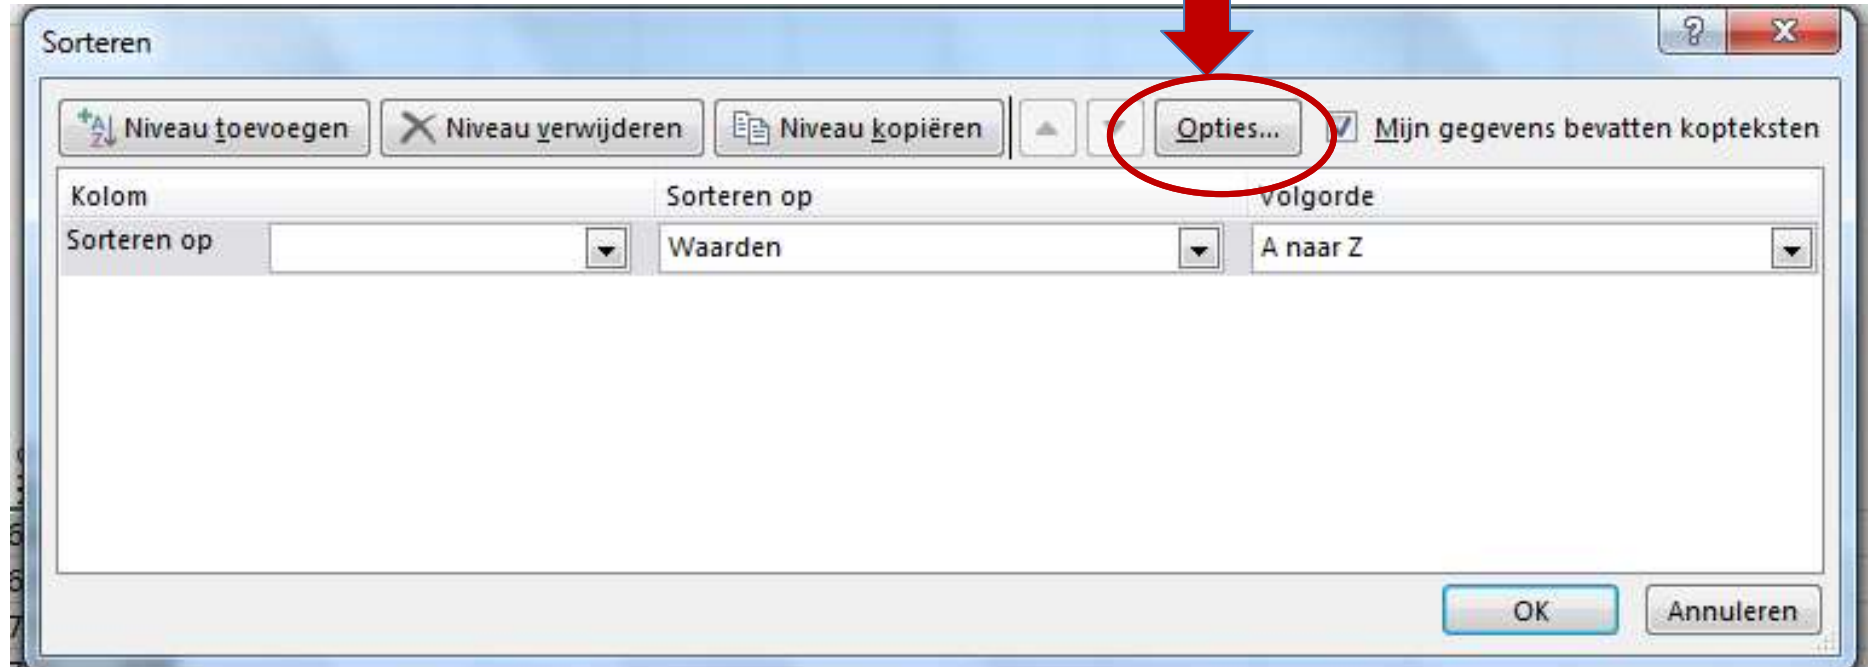 Sorteren
Niveau toevoegen Niveau verwijderen Niveau kopiëren Opties... Mijn gegevens bevatten kopteksten
Kolom Sorteren op Volgorde
Sorteren op Waarden A naar Z
OK Annuleren